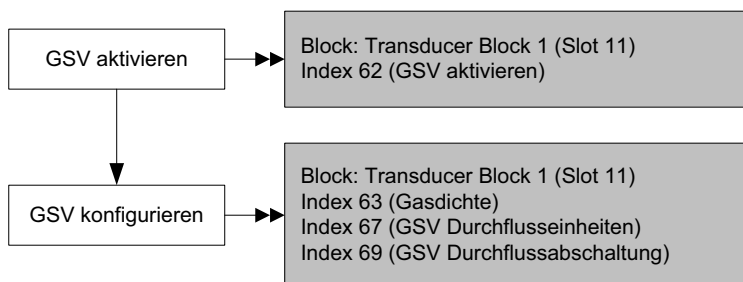 GSV aktivieren
Block: Transducer Block 1 (Slot 11)
Index 62 (GSV aktivieren)
GSV konfigurieren
Block: Transducer Block 1 (Slot 11)
Index 63 (Gasdichte)
Index 67 (GSV Durchflusseinheiten)
Index 69 (GSV Durchflussabschaltung)